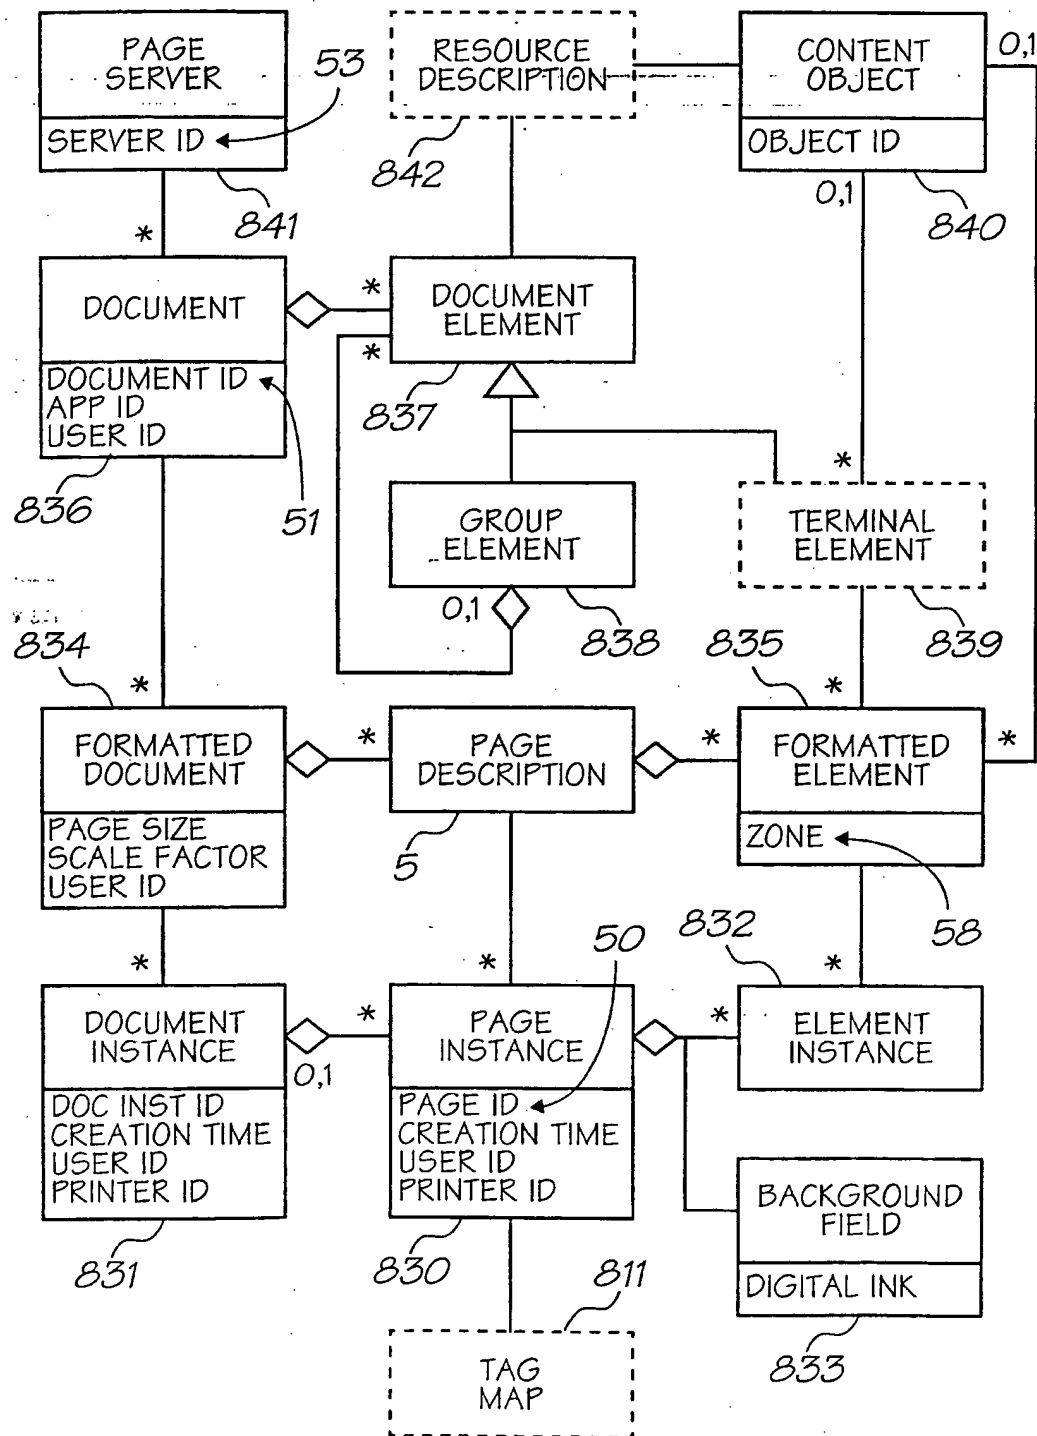 PAGE
SERVER
53
SERVER ID
841
*
RESOURCE
DESCRIPTION
842
CONTENT
OBJECT
0,1
OBJECT ID
0,1
840
DOCUMENT
DOCUMENT ID
APP ID
USER ID
836
51
*
DOCUMENT
ELEMENT
*
837
GROUP
ELEMENT
0,1
838
*
TERMINAL
ELEMENT
839
834
*
FORMATTED
DOCUMENT
PAGE SIZE
SCALE FACTOR
USER ID
*
PAGE
DESCRIPTION
5
835
*
*
FORMATTED
ELEMENT
*
ZONE
58
*
DOCUMENT
INSTANCE
0,1
DOC INST ID
CREATION TIME
USER ID
PRINTER ID
831
50
*
*
PAGE
INSTANCE
PAGE ID
CREATION TIME
USER ID
PRINTER ID
830
832
*
*
ELEMENT
INSTANCE
BACKGROUND
FIELD
DIGITAL INK
833
811
TAG
MAP